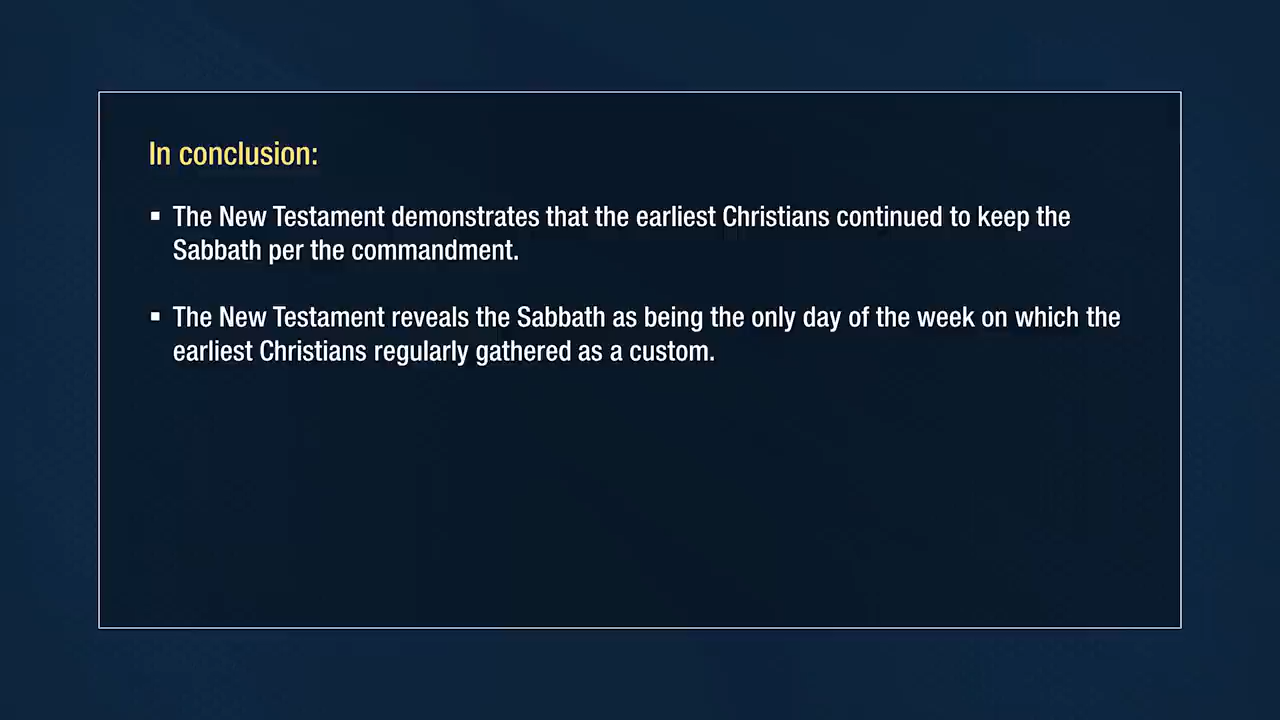 In conclusion:
▪ The New Testament demonstrates that the earliest Christians continued to keep the
Sabbath per the commandment.
▪ The New Testament reveals the Sabbath as being the only day of the week on which the
earliest Christians regularly gathered as a custom.